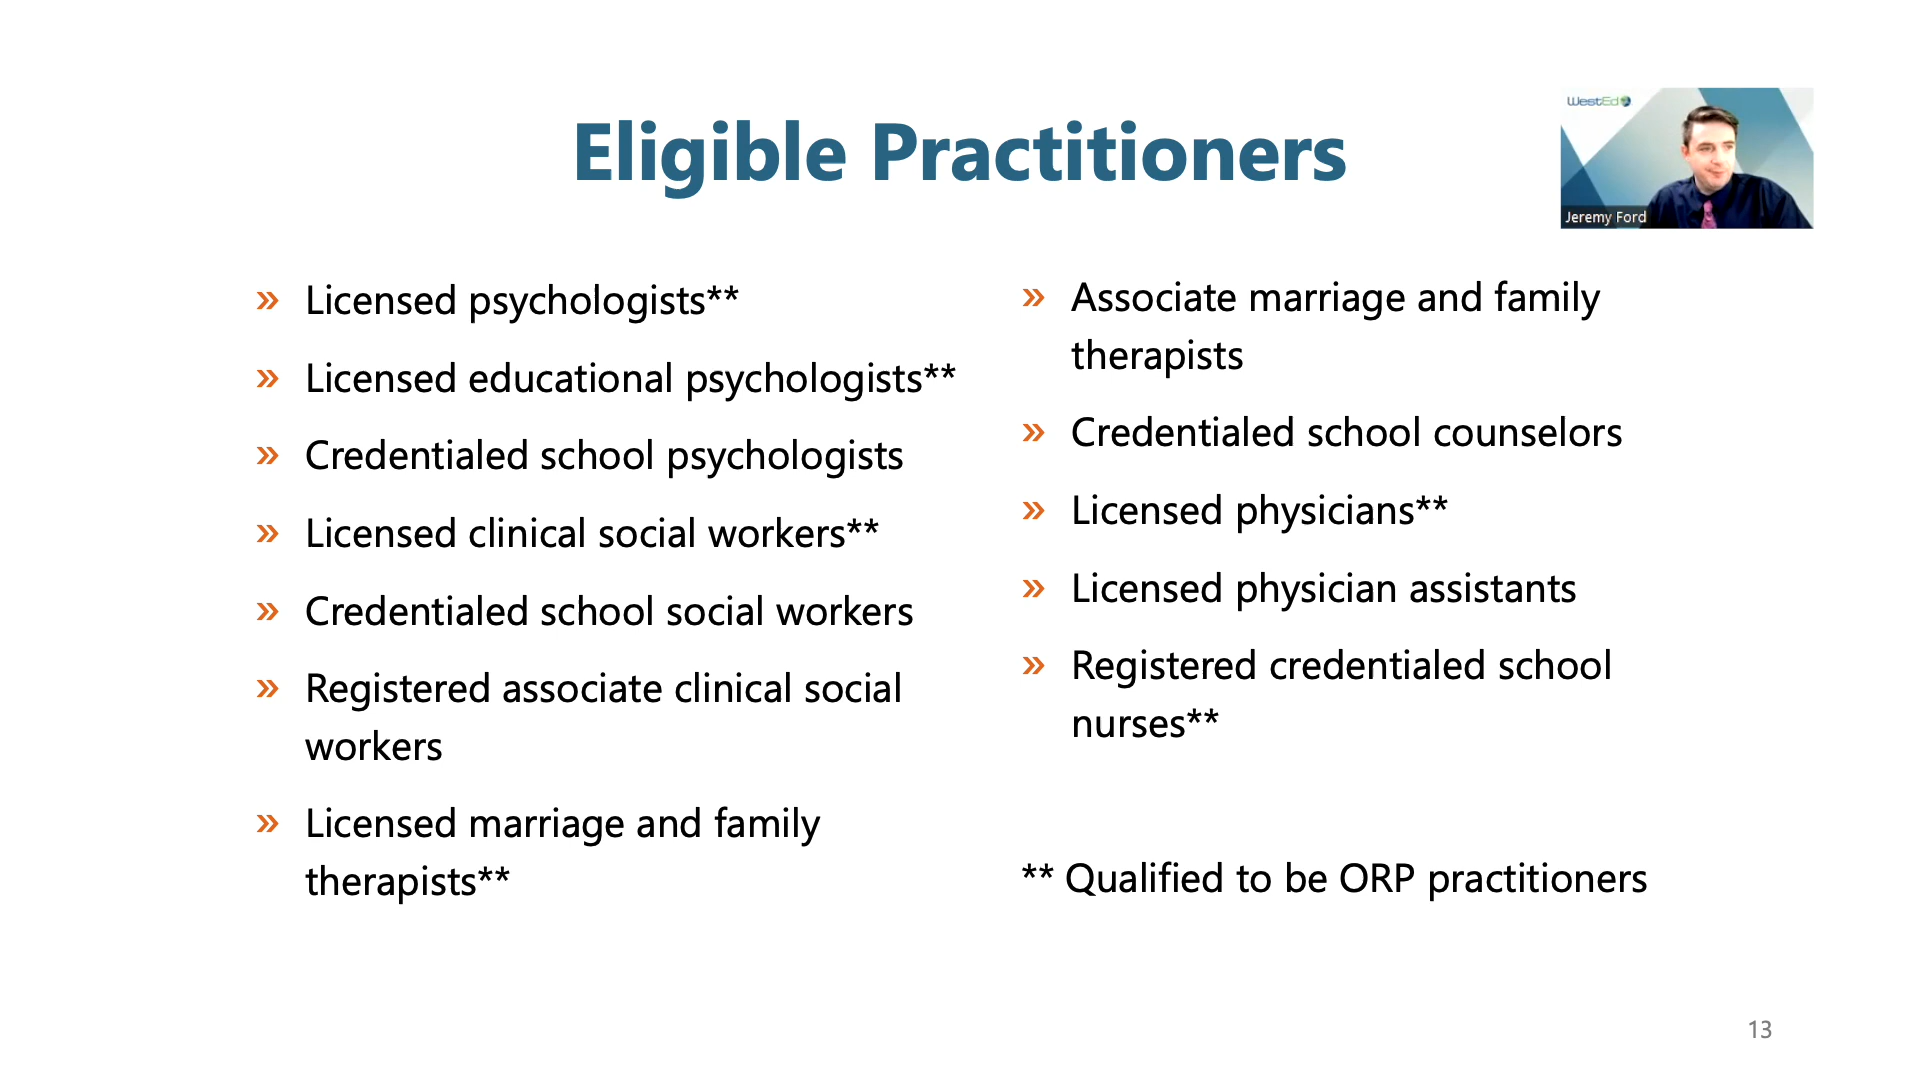 Eligible Practitioners
WestEd
Jeremy Ford
» Licensed psychologists**
» Licensed educational psychologists**
» Credentialed school psychologists
» Licensed clinical social workers**
» Credentialed school social workers
» Registered associate clinical social
workers
» Licensed marriage and family
therapists**
» Associate marriage and family
therapists
» Credentialed school counselors
» Licensed physicians**
» Licensed physician assistants
» Registered credentialed school
nurses**
** Qualified to be ORP practitioners
13